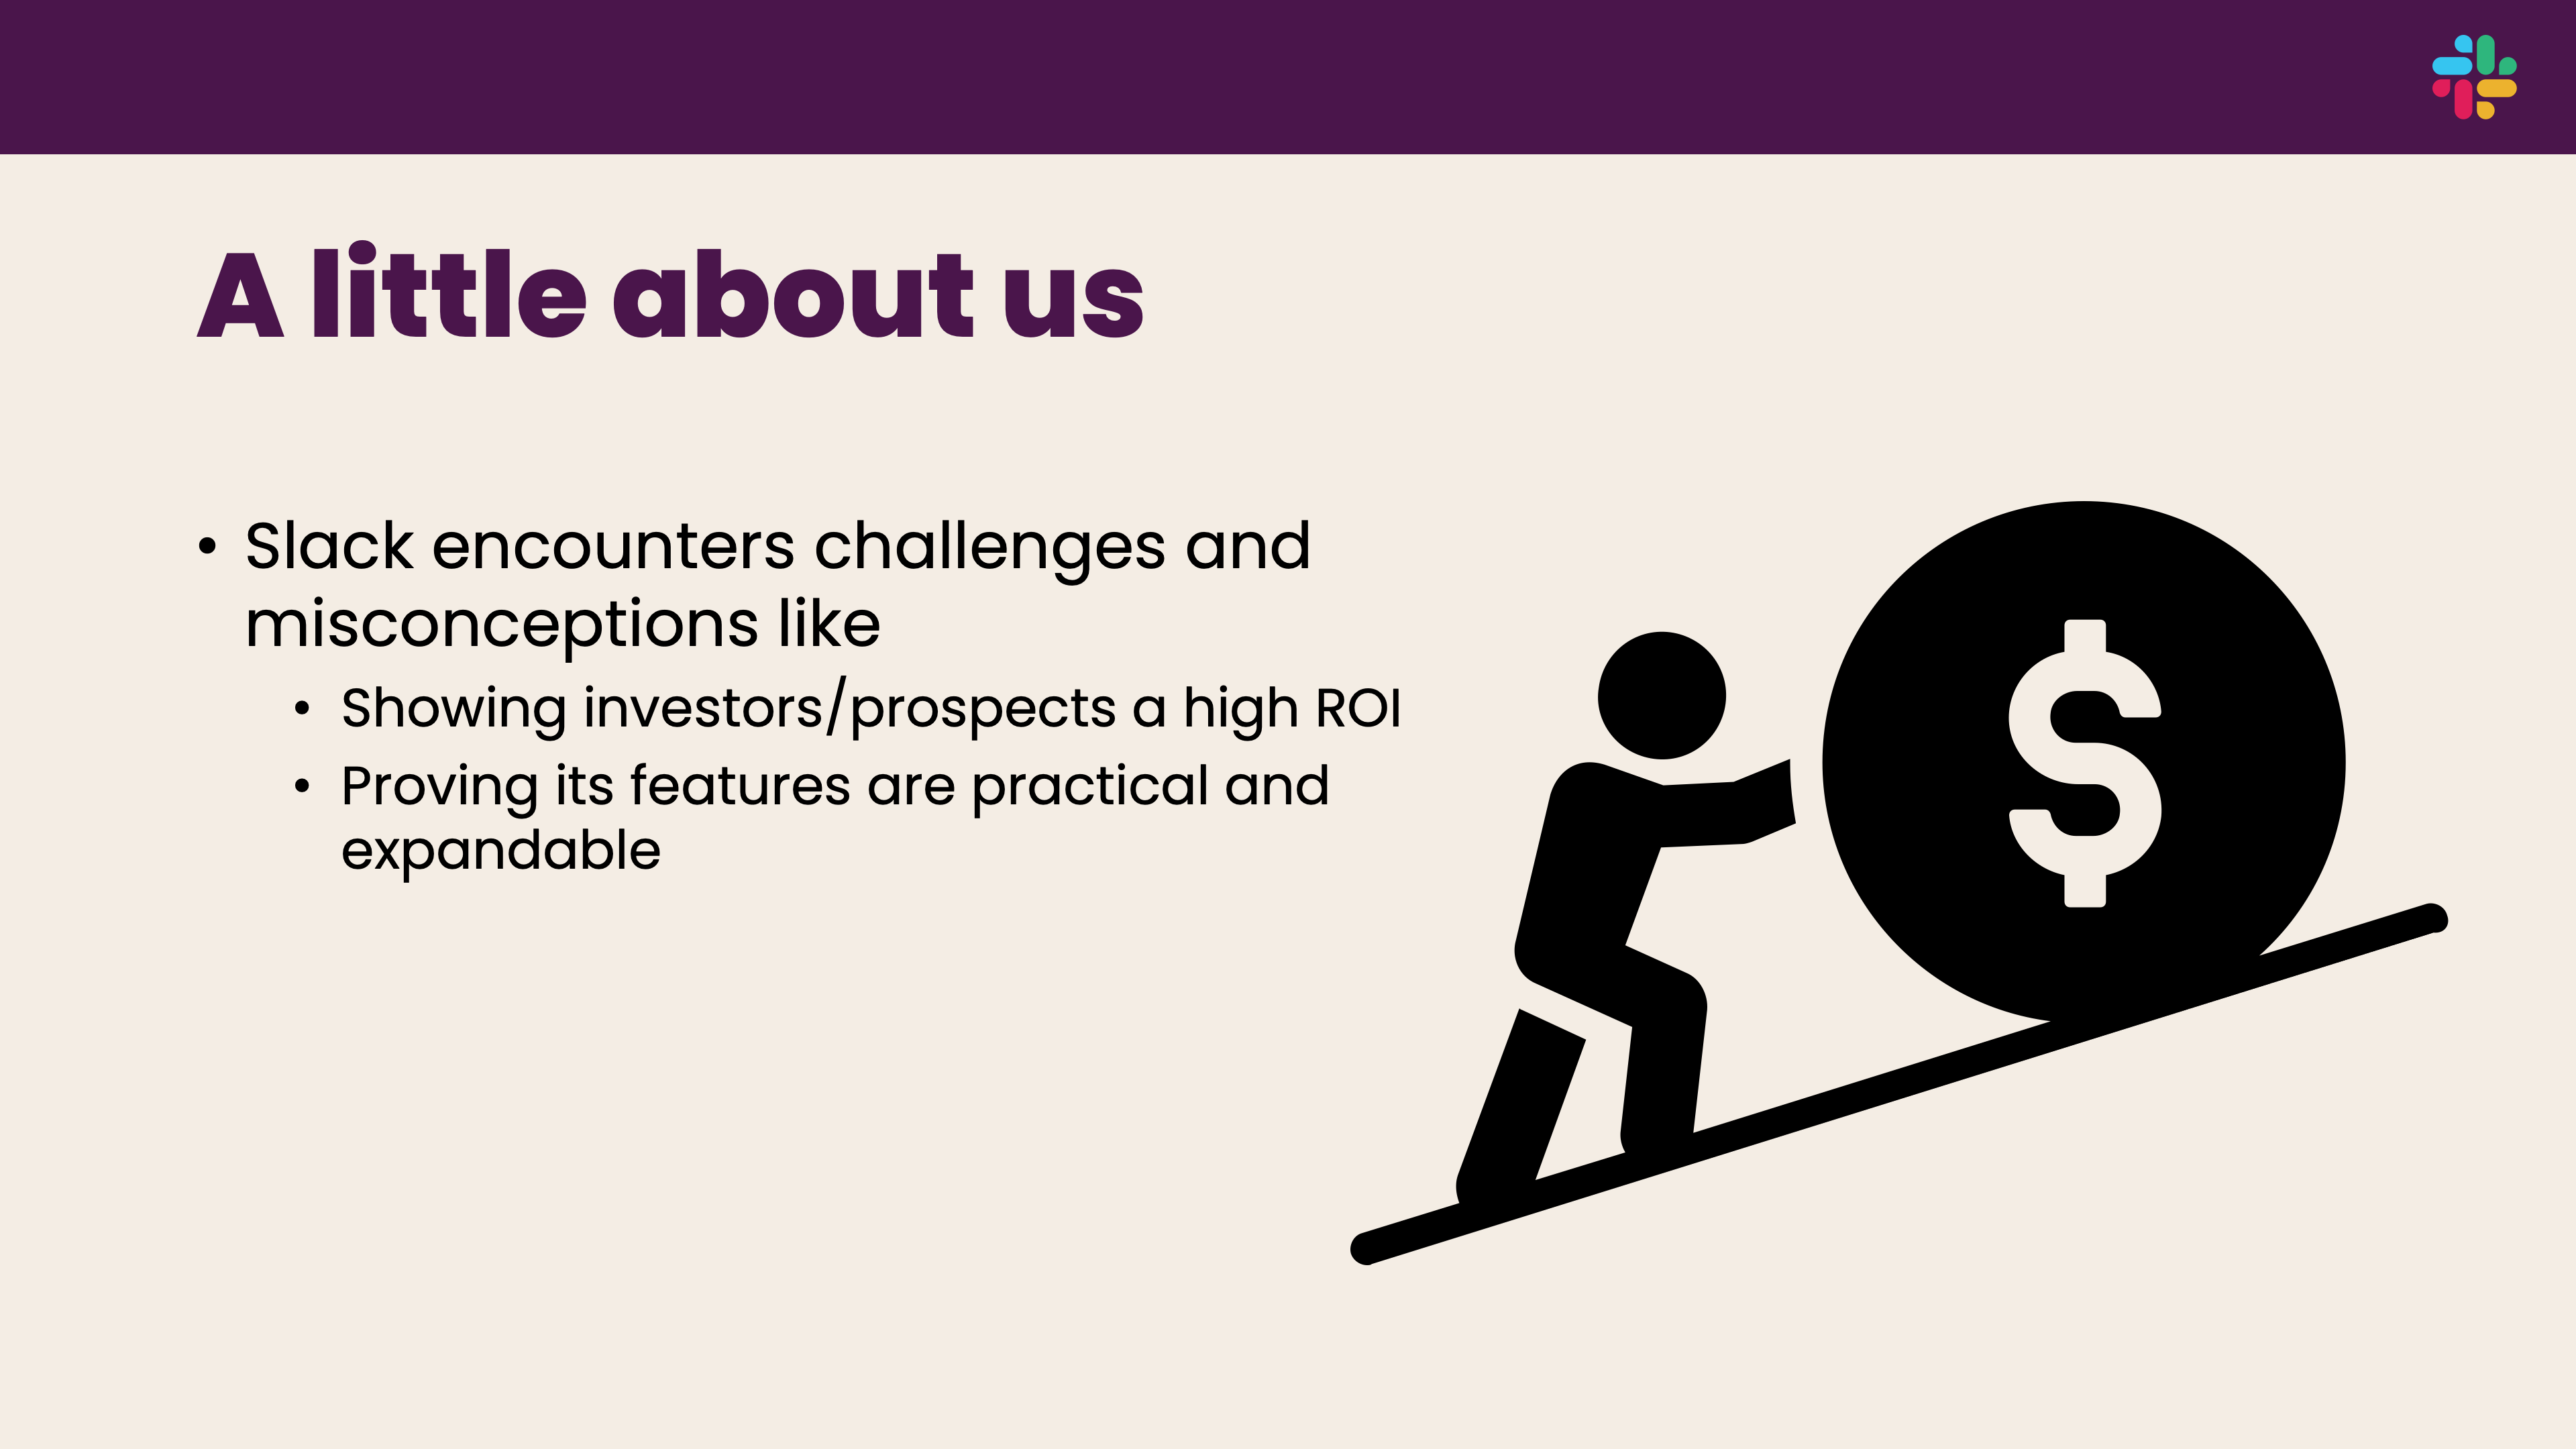 A little about us
• Slack encounters challenges and
misconceptions like
• Showing investors/prospects a high ROI
• Proving its features are practical and
expandable
$